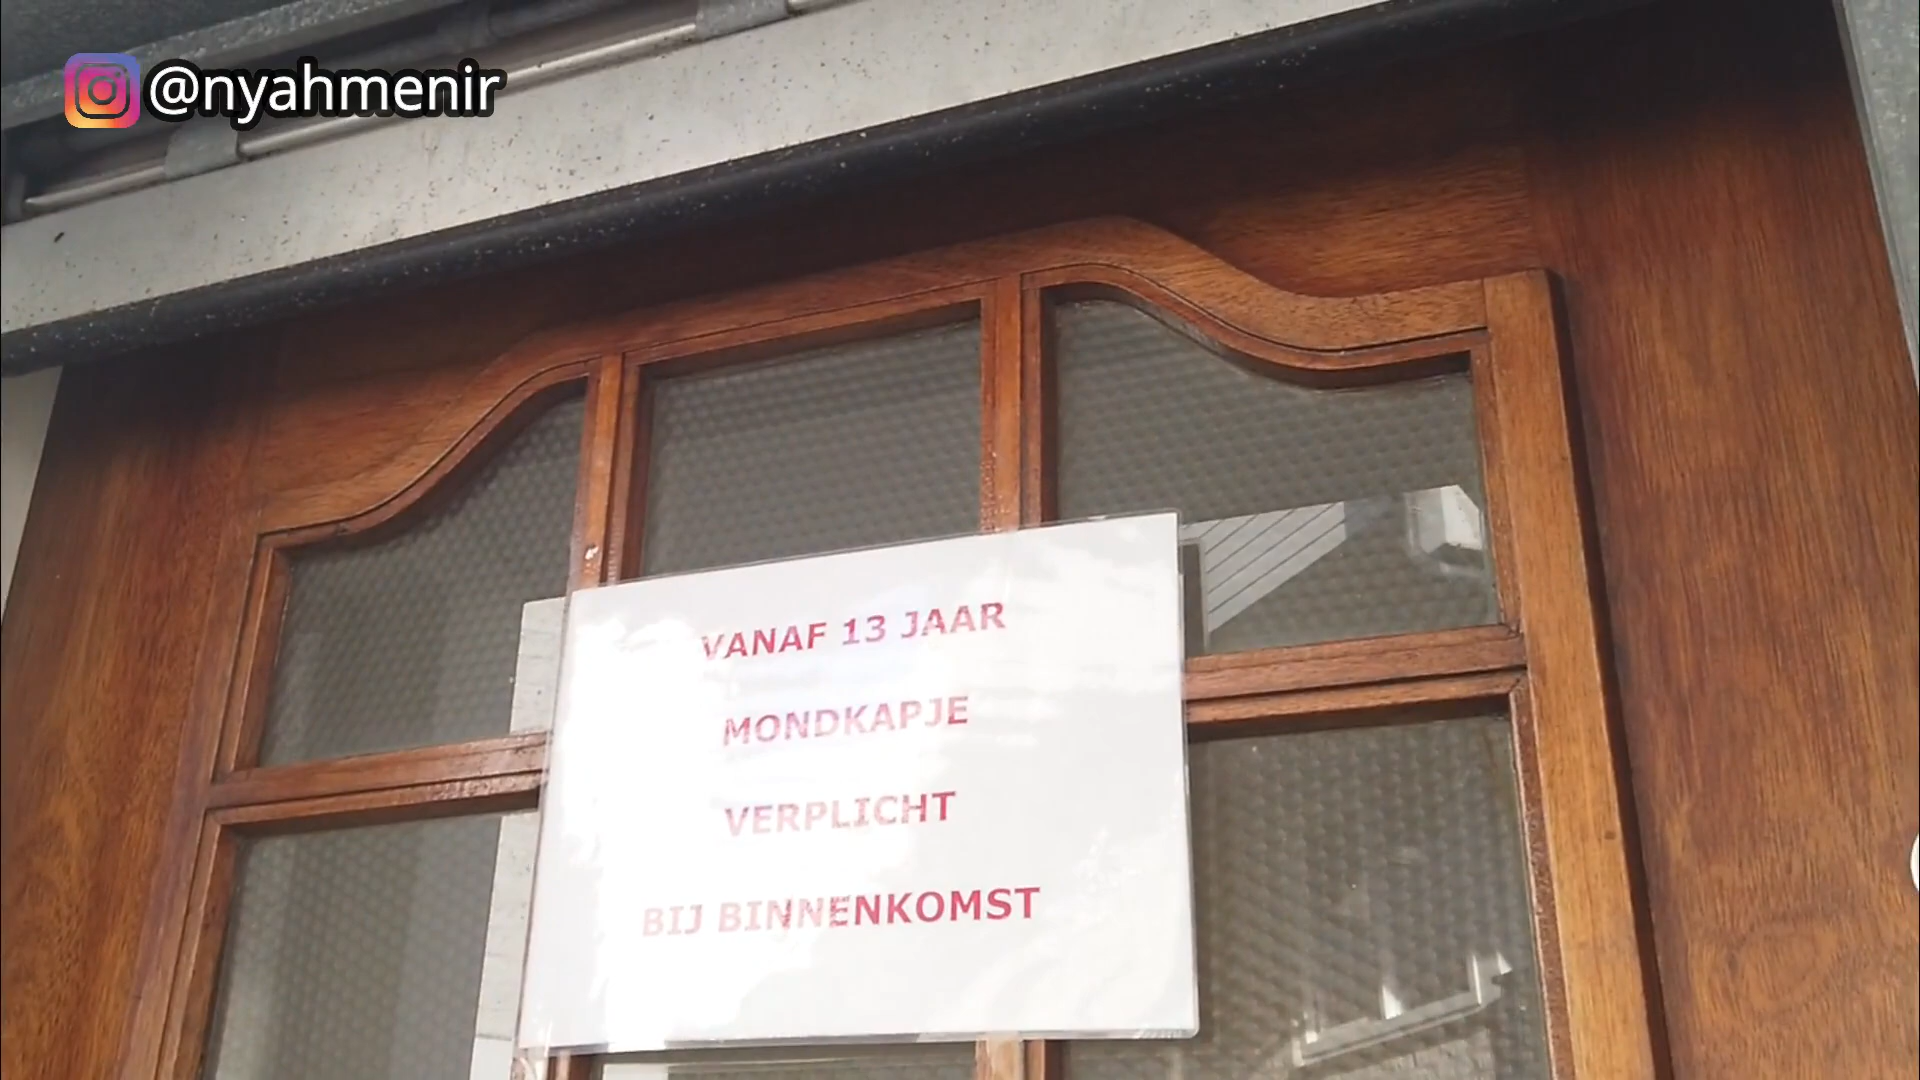 @nyahmenir
VANAF 13 JAAR
MONDKAPJE
VERPLICHT
BIJ BINNENKOMST